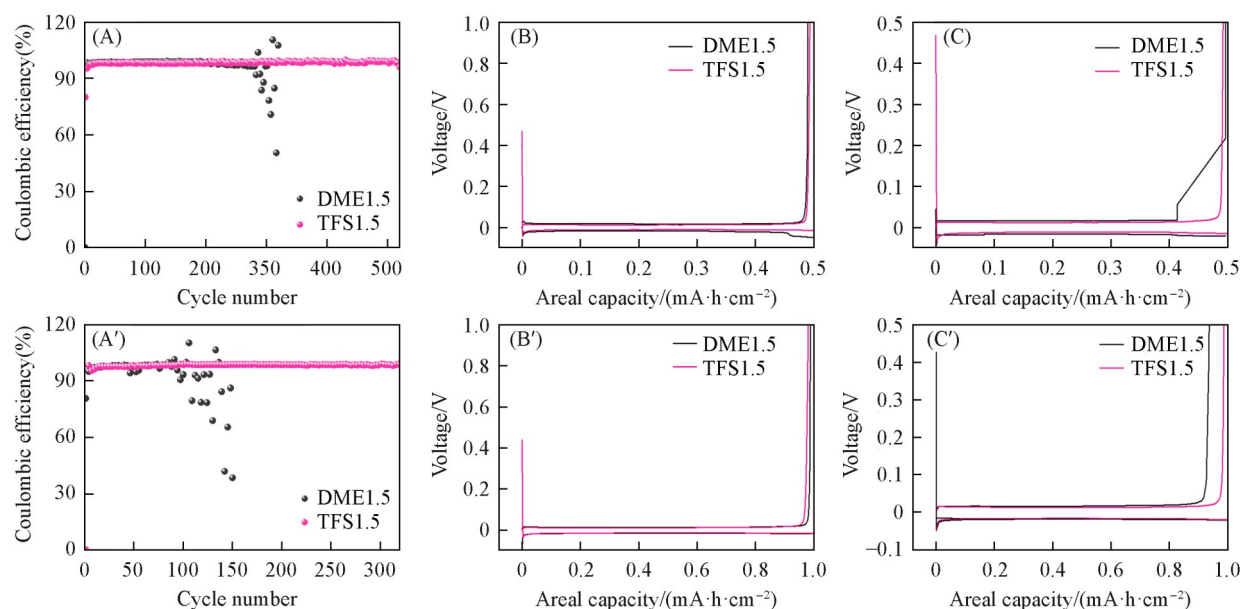 (A)
Coulombic efficiency(%)
120
90
60
30
0
DME1.5
TFS1.5
0 100 200 350 400 500
Cycle number
(B)
Voltage/V
1.0
0.8
0.6
0.4
0.2
0
DME1.5
TFS1.5
0 0.1 0.2 0.3 0.4 0.5
Areal capacity/(mA·h·cm⁻²)
(C)
Voltage/V
0.5
0.4
0.3
0.2
0.1
0
DME1.5
TFS1.5
0 0.1 0.2 0.3 0.4 0.5
Areal capacity/(mA·h·cm⁻²)
(A′)
Coulombic efficiency(%)
120
90
60
30
0
DME1.5
TFS1.5
0 50 100 150 200 250 300
Cycle number
(B′)
Voltage/V
1.0
0.8
0.6
0.4
0.2
0
DME1.5
TFS1.5
0 0.2 0.4 0.6 0.8 1.0
Areal capacity/(mA·h·cm⁻²)
(C′)
Voltage/V
0.5
0.4
0.3
0.2
0.1
0
−0.1
DME1.5
TFS1.5
0 0.2 0.4 0.6 0.8 1.0
Areal capacity/(mA·h·cm⁻²)